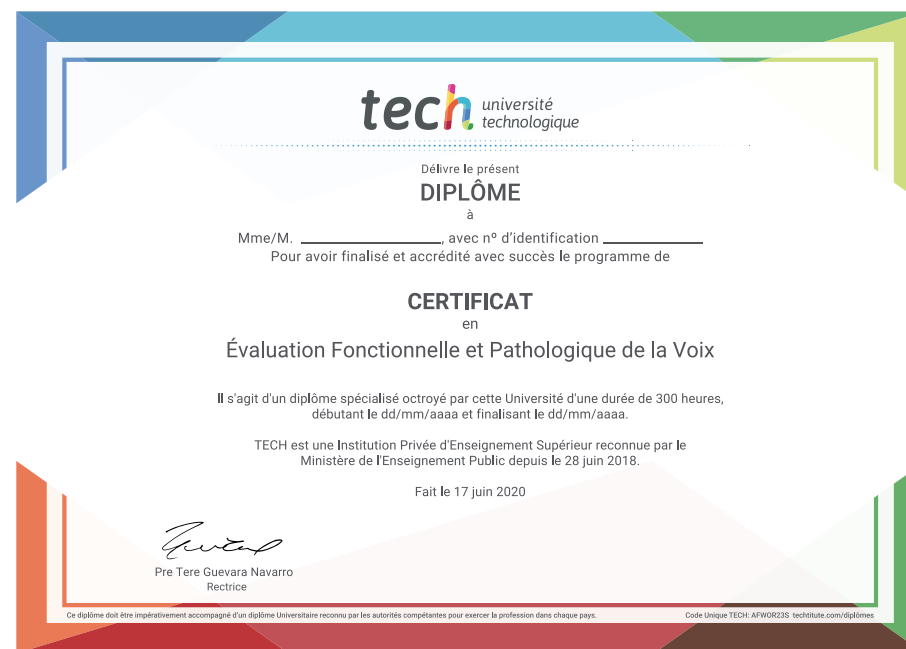 tech université
technologique
Délivre le présent
DIPLÔME
à
Mme/M. ____________________, avec nº d'identification ______________
Pour avoir finalisé et accrédité avec succès le programme de
CERTIFICAT
en
Évaluation Fonctionnelle et Pathologique de la Voix
Il s'agit d'un diplôme spécialisé octroyé par cette Université d'une durée de 300 heures,
débutant le dd/mm/aaaa et finalisant le dd/mm/aaaa.
TECH est une Institution Privée d'Enseignement Supérieur reconnue par le
Ministère de l'Enseignement Public depuis le 28 juin 2018.
Fait le 17 juin 2020
Pre Tere Guevara Navarro
Rectrice
Ce diplôme doit être impérativement accompagné d'un diplôme Universitaire reconnu par les autorités compétantes pour exercer la profession dans chaque pays. Code Unique TECH: AFWOR23S techtitute.com/diplômes